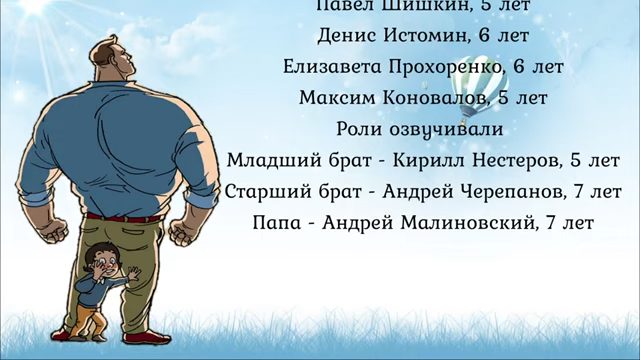 Павел Шишкин, 5 лет
Денис Истомин, 6 лет
Елизавета Прохоренко, 6 лет
Максим Коновалов, 5 лет
Роли озвучивали
Младший брат - Кирилл Нестеров, 5 лет
Старший брат - Андрей Черепанов, 7 лет
Папа - Андрей Малиновский, 7 лет